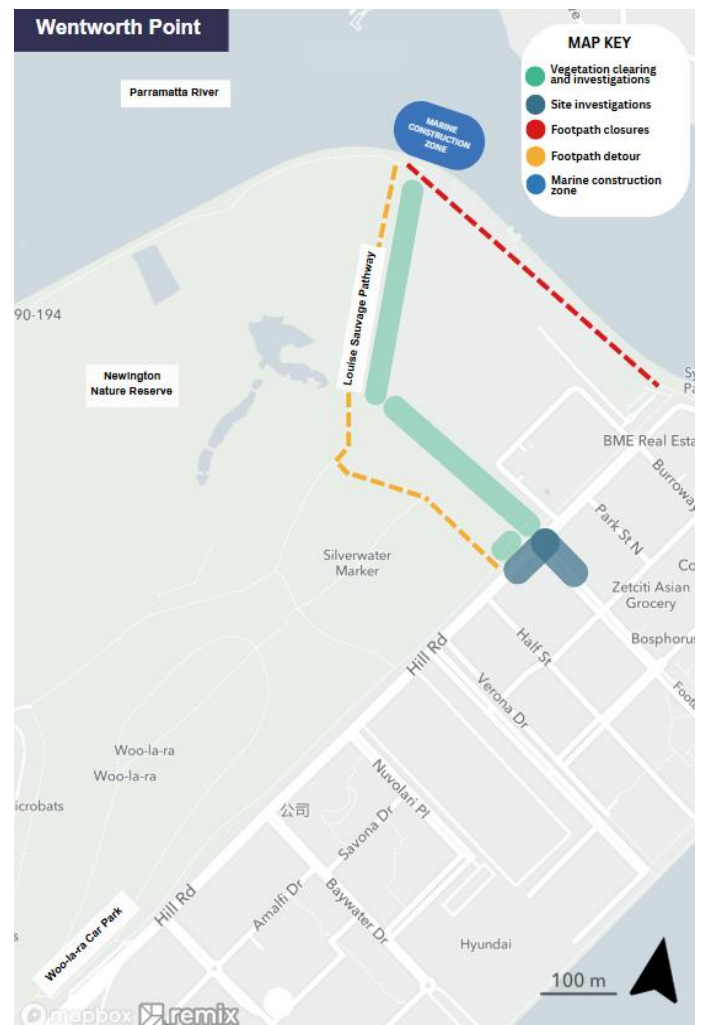 Wentworth Point
MAP KEY
Vegetation clearing
and investigations
Site investigations
Footpath closures
Footpath detour
Marine construction
zone
Parramatta River
MARINE
CONSTRUCTION
ZONE
Louise Sauvage Pathway
90-194
Newington
Nature Reserve
BME Real Esta
Burroway
Park St N
Silverwater
Marker
Co
Zetciti Asian
Grocery
Half St
Bosphorus
Hill Rd
Verona Dr
Foot
Woo-la-ra
Woo-la-ra
icrobats
公司
Nuvolari Pl
Savona Dr
Amalfi Dr
Baywater Dr
Hill Rd
Woo-la-ra Car Park
Hyundai
100 m
mapbox remix